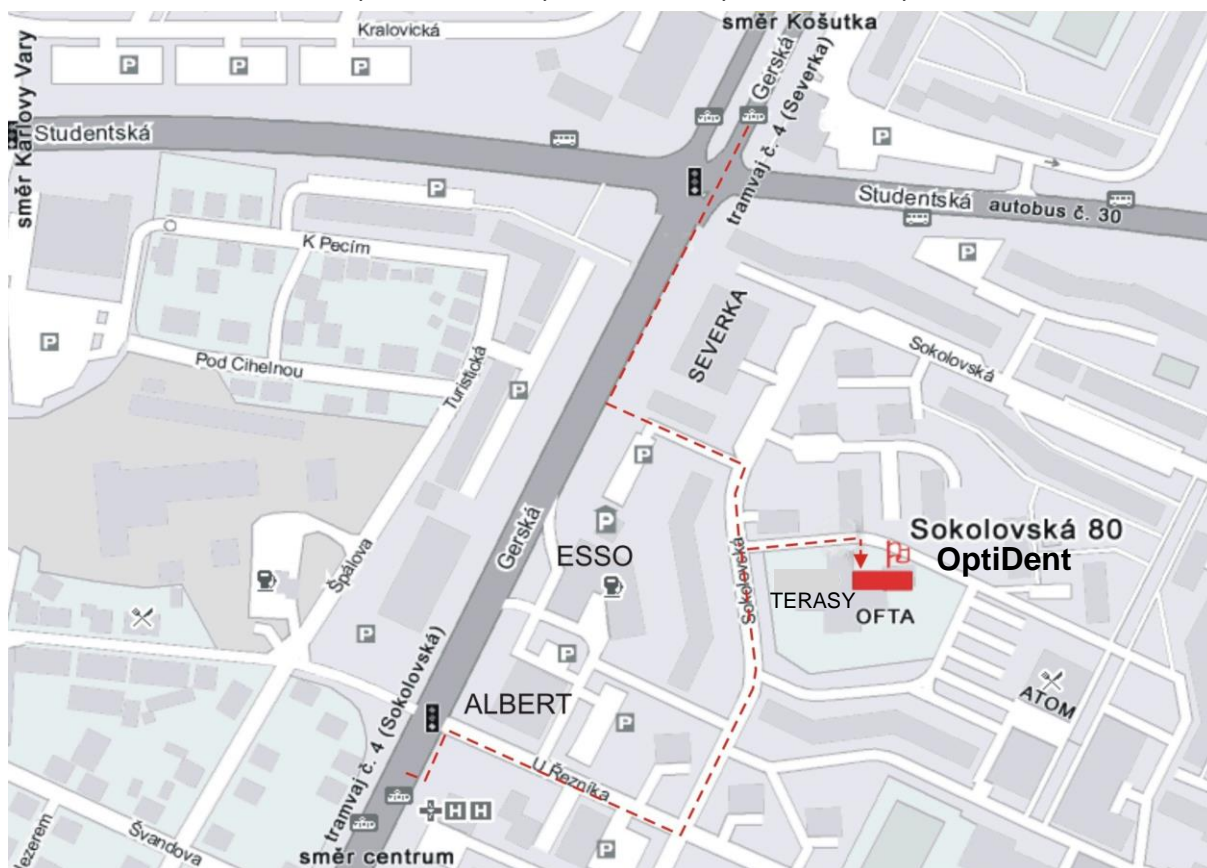 směr Košutka
Kralovická
P
P
P
směr Karlovy Vary
Gerská
tramvaj č. 4 (Severka)
Studentská
P
P
Studentská autobus č. 30
K Pecím
P
SEVERKA
P
Sokolovská
Pod Cihelnou
Turistická
P
P
Gerská
P
Sokolovská 80
OptiDent
ESSO
Špálova
Sokolovská
TERASY
OFTA
P
P
tramvaj č. 4 (Sokolovská)
ALBERT
ATOM
P
U Řezníka
H H
Švandova
směr centrum
P